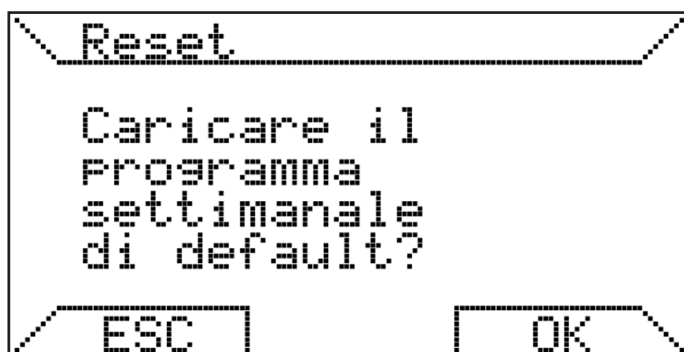 Reset
Caricare il
programma
settimanale
di default?
ESC OK